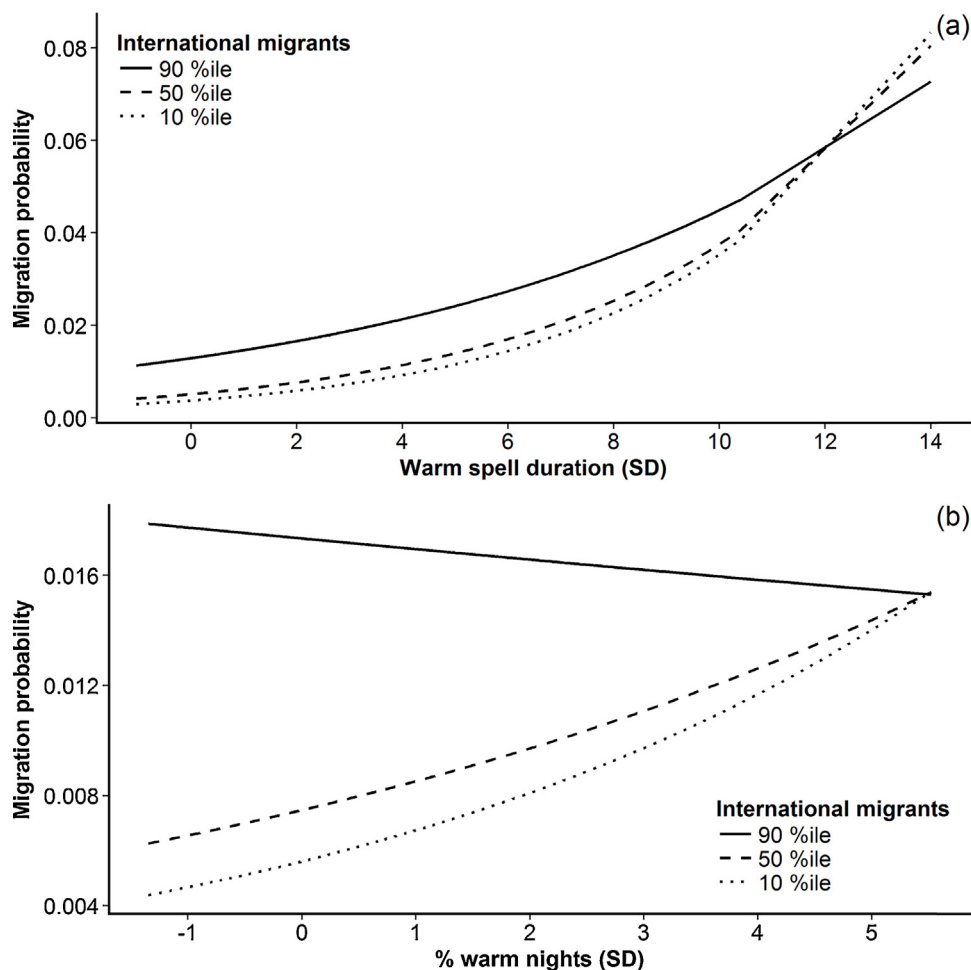 (a)
International migrants
90 %ile
50 %ile
10 %ile
Migration probability
0.08
0.06
0.04
0.02
0.00
0 2 4 6 8 10 12 14
Warm spell duration (SD)
(b)
Migration probability
0.016
0.012
0.008
0.004
International migrants
90 %ile
50 %ile
10 %ile
-1 0 1 2 3 4 5
% warm nights (SD)